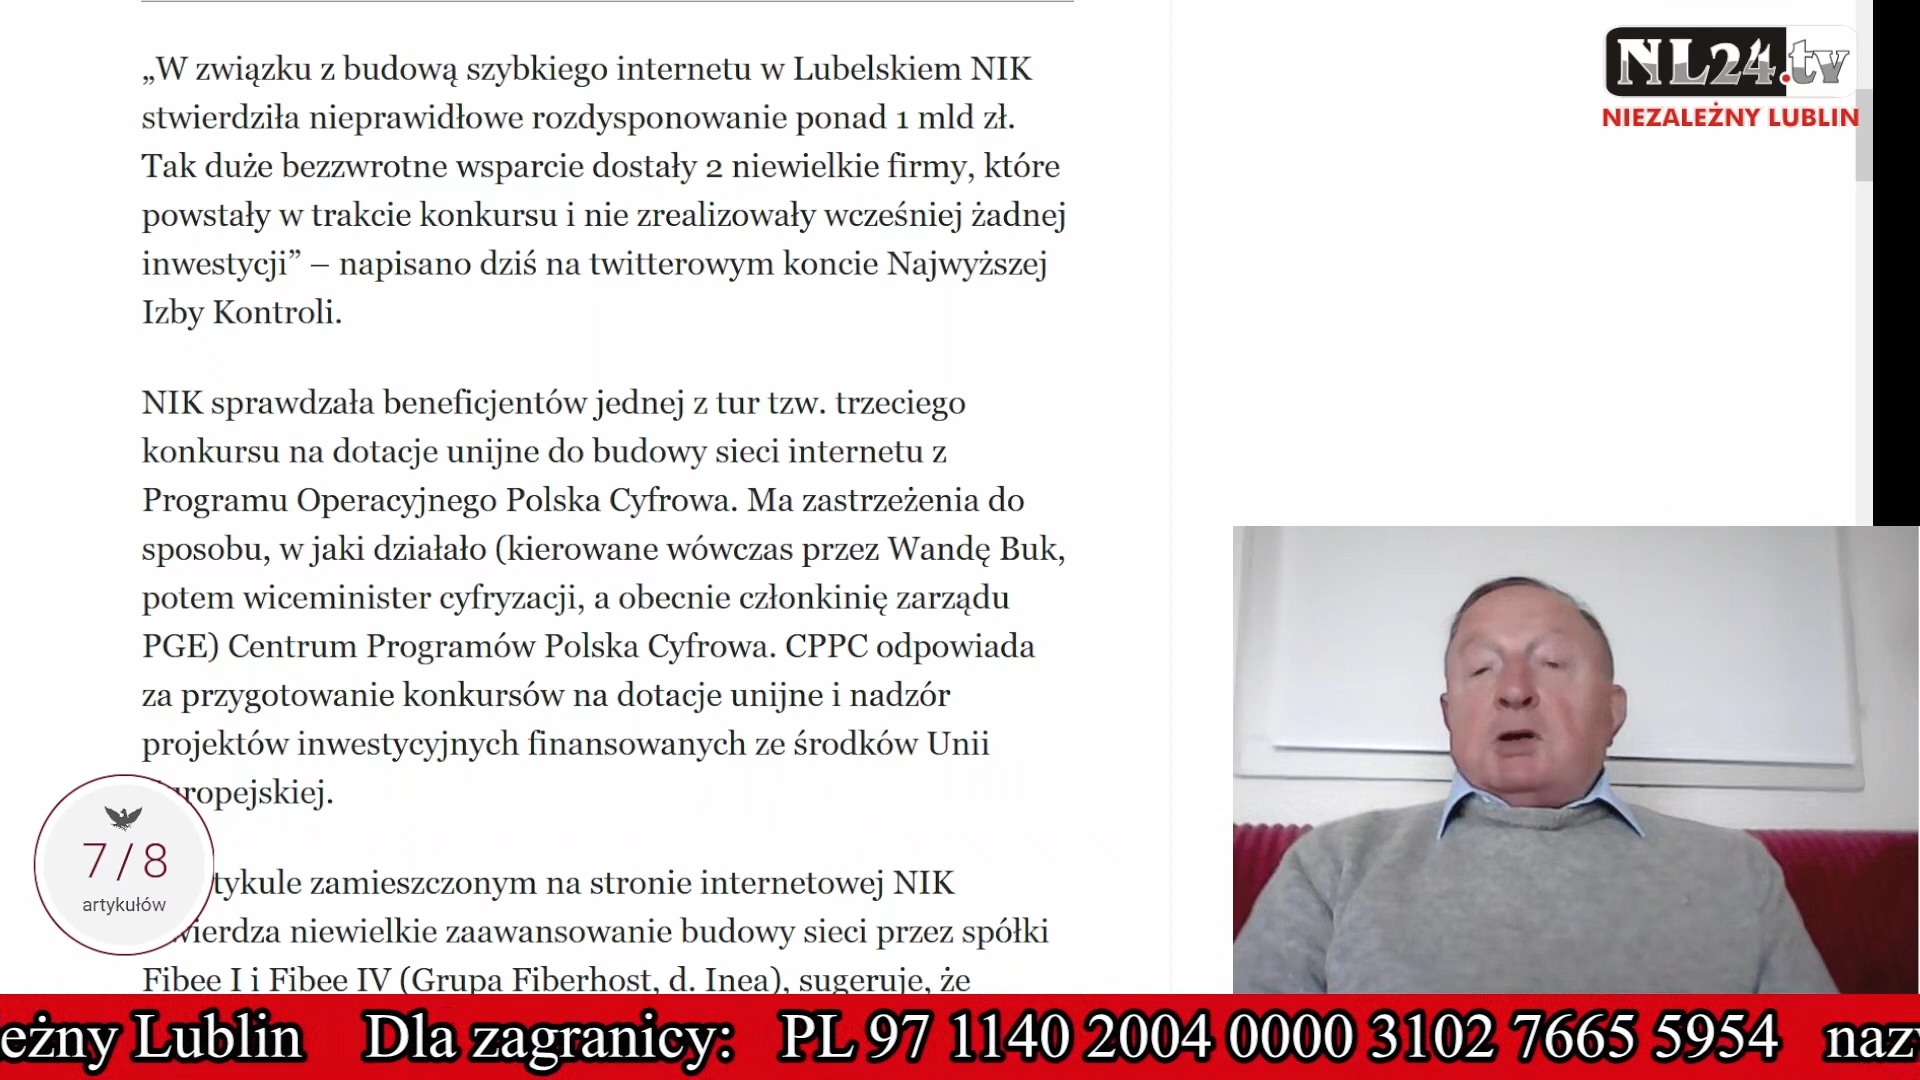 „W związku z budową szybkiego internetu w Lubelskiem NIK
stwierdziła nieprawidłowe rozdysponowanie ponad 1 mld zł.
Tak duże bezzwrotne wsparcie dostały 2 niewielkie firmy, które
powstały w trakcie konkursu i nie zrealizowały wcześniej żadnej
inwestycji” – napisano dziś na twitterowym koncie Najwyższej
Izby Kontroli.
NIK sprawdzała beneficjentów jednej z tur tzw. trzeciego
konkursu na dotacje unijne do budowy sieci internetu z
Programu Operacyjnego Polska Cyfrowa. Ma zastrzeżenia do
sposobu, w jaki działało (kierowane wówczas przez Wandę Buk,
potem wiceminister cyfryzacji, a obecnie członkinię zarządu
PGE) Centrum Programów Polska Cyfrowa. CPPC odpowiada
za przygotowanie konkursów na dotacje unijne i nadzór
projektów inwestycyjnych finansowanych ze środków Unii
ropejskiej.
tykule zamieszczonym na stronie internetowej NIK
wierdza niewielkie zaawansowanie budowy sieci przez spółki
Fibee I i Fibee IV (Grupa Fiberhost, d. Inea), sugeruje, że
7/8
artykułów
NL24.tv
NIEZALEŻNY LUBLIN
eżny Lublin Dla zagranicy: PL 97 1140 2004 0000 3102 7665 5954 naz